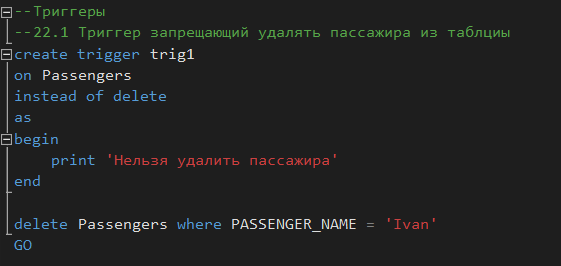 --Триггеры
--22.1 Триггер запрещающий удалять пассажира из таблциы
create trigger trig1
on Passengers
instead of delete
as
begin
    print 'Нельзя удалить пассажира'
end
delete Passengers where PASSENGER_NAME = 'Ivan'
GO